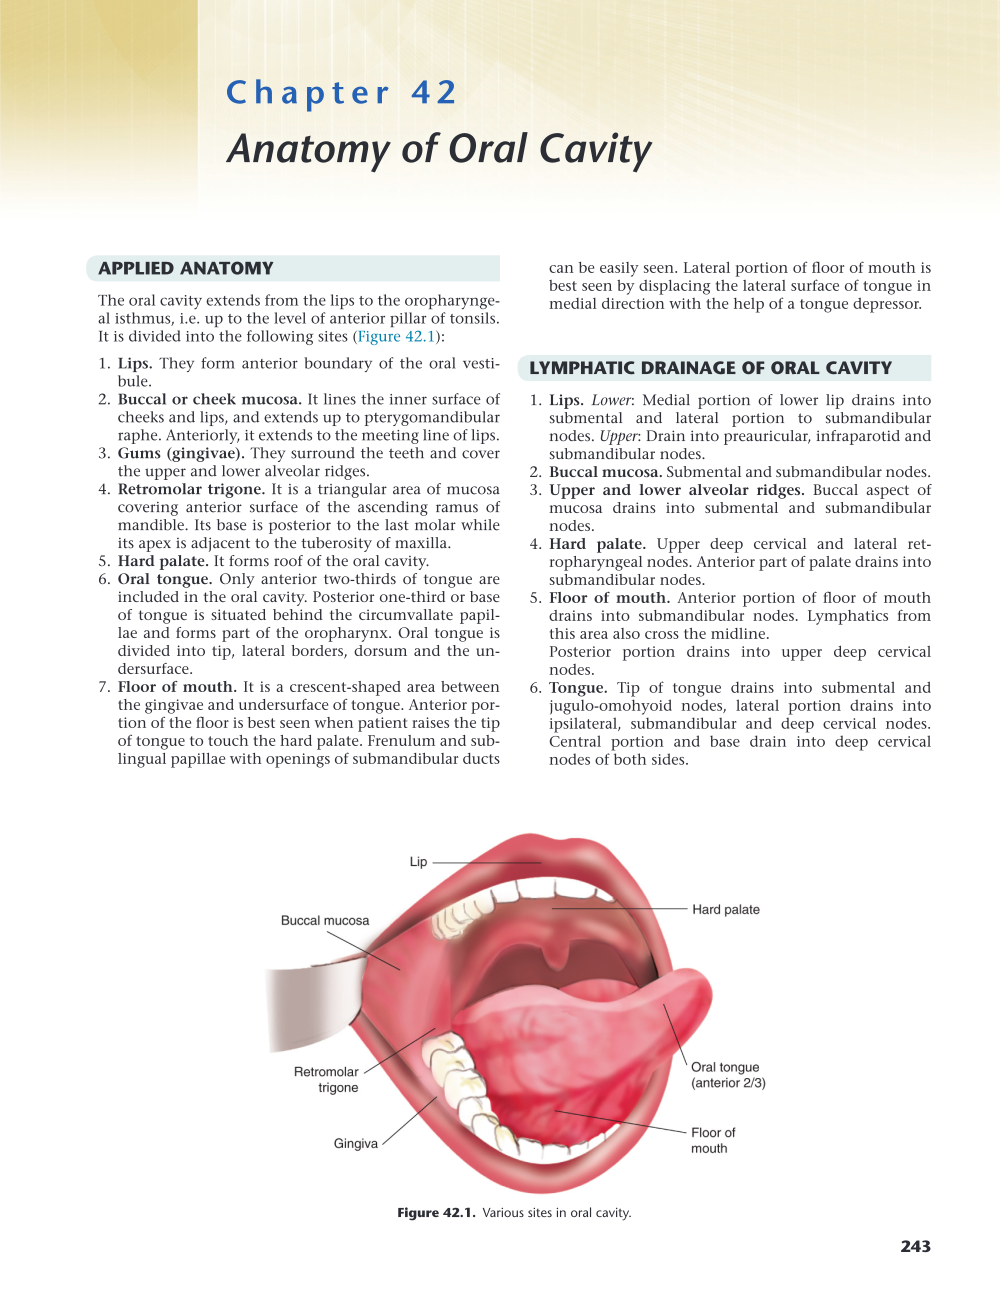 Chapter 42
Anatomy of Oral Cavity
APPLIED ANATOMY
The oral cavity extends from the lips to the oropharynge-
al isthmus, i.e. up to the level of anterior pillar of tonsils.
It is divided into the following sites (Figure 42.1):
1. Lips. They form anterior boundary of the oral vesti-
bule.
2. Buccal or cheek mucosa. It lines the inner surface of
cheeks and lips, and extends up to pterygomandibular
raphe. Anteriorly, it extends to the meeting line of lips.
3. Gums (gingivae). They surround the teeth and cover
the upper and lower alveolar ridges.
4. Retromolar trigone. It is a triangular area of mucosa
covering anterior surface of the ascending ramus of
mandible. Its base is posterior to the last molar while
its apex is adjacent to the tuberosity of maxilla.
5. Hard palate. It forms roof of the oral cavity.
6. Oral tongue. Only anterior two-thirds of tongue are
included in the oral cavity. Posterior one-third or base
of tongue is situated behind the circumvallate papil-
lae and forms part of the oropharynx. Oral tongue is
divided into tip, lateral borders, dorsum and the un-
dersurface.
7. Floor of mouth. It is a crescent-shaped area between
the gingivae and undersurface of tongue. Anterior por-
tion of the floor is best seen when patient raises the tip
of tongue to touch the hard palate. Frenulum and sub-
lingual papillae with openings of submandibular ducts
can be easily seen. Lateral portion of floor of mouth is
best seen by displacing the lateral surface of tongue in
medial direction with the help of a tongue depressor.
LYMPHATIC DRAINAGE OF ORAL CAVITY
1. Lips. Lower: Medial portion of lower lip drains into
submental and lateral portion to submandibular
nodes. Upper: Drain into preauricular, infraparotid and
submandibular nodes.
2. Buccal mucosa. Submental and submandibular nodes.
3. Upper and lower alveolar ridges. Buccal aspect of
mucosa drains into submental and submandibular
nodes.
4. Hard palate. Upper deep cervical and lateral ret-
ropharyngeal nodes. Anterior part of palate drains into
submandibular nodes.
5. Floor of mouth. Anterior portion of floor of mouth
drains into submandibular nodes. Lymphatics from
this area also cross the midline.
Posterior portion drains into upper deep cervical
nodes.
6. Tongue. Tip of tongue drains into submental and
jugulo-omohyoid nodes, lateral portion drains into
ipsilateral, submandibular and deep cervical nodes.
Central portion and base drain into deep cervical
nodes of both sides.
Lip
Buccal mucosa
Hard palate
Retromolar
trigone
Oral tongue
(anterior 2/3)
Gingiva
Floor of
mouth
Figure 42.1. Various sites in oral cavity.
243